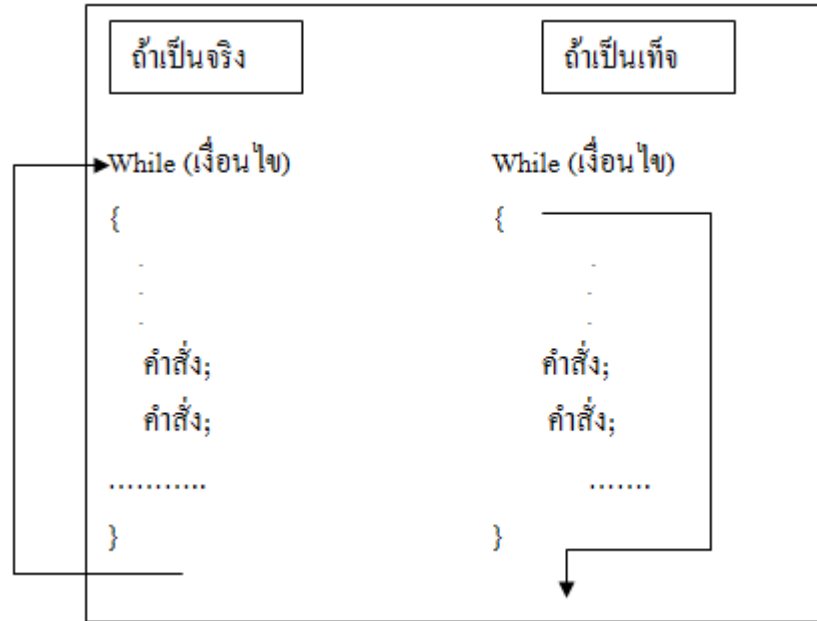 ถ้าเป็นจริง
While (เงื่อนไข)
{
.
.
.
คำสั่ง;
คำสั่ง;
………..
}
ถ้าเป็นเท็จ
While (เงื่อนไข)
{
.
.
.
คำสั่ง;
คำสั่ง;
…….
}